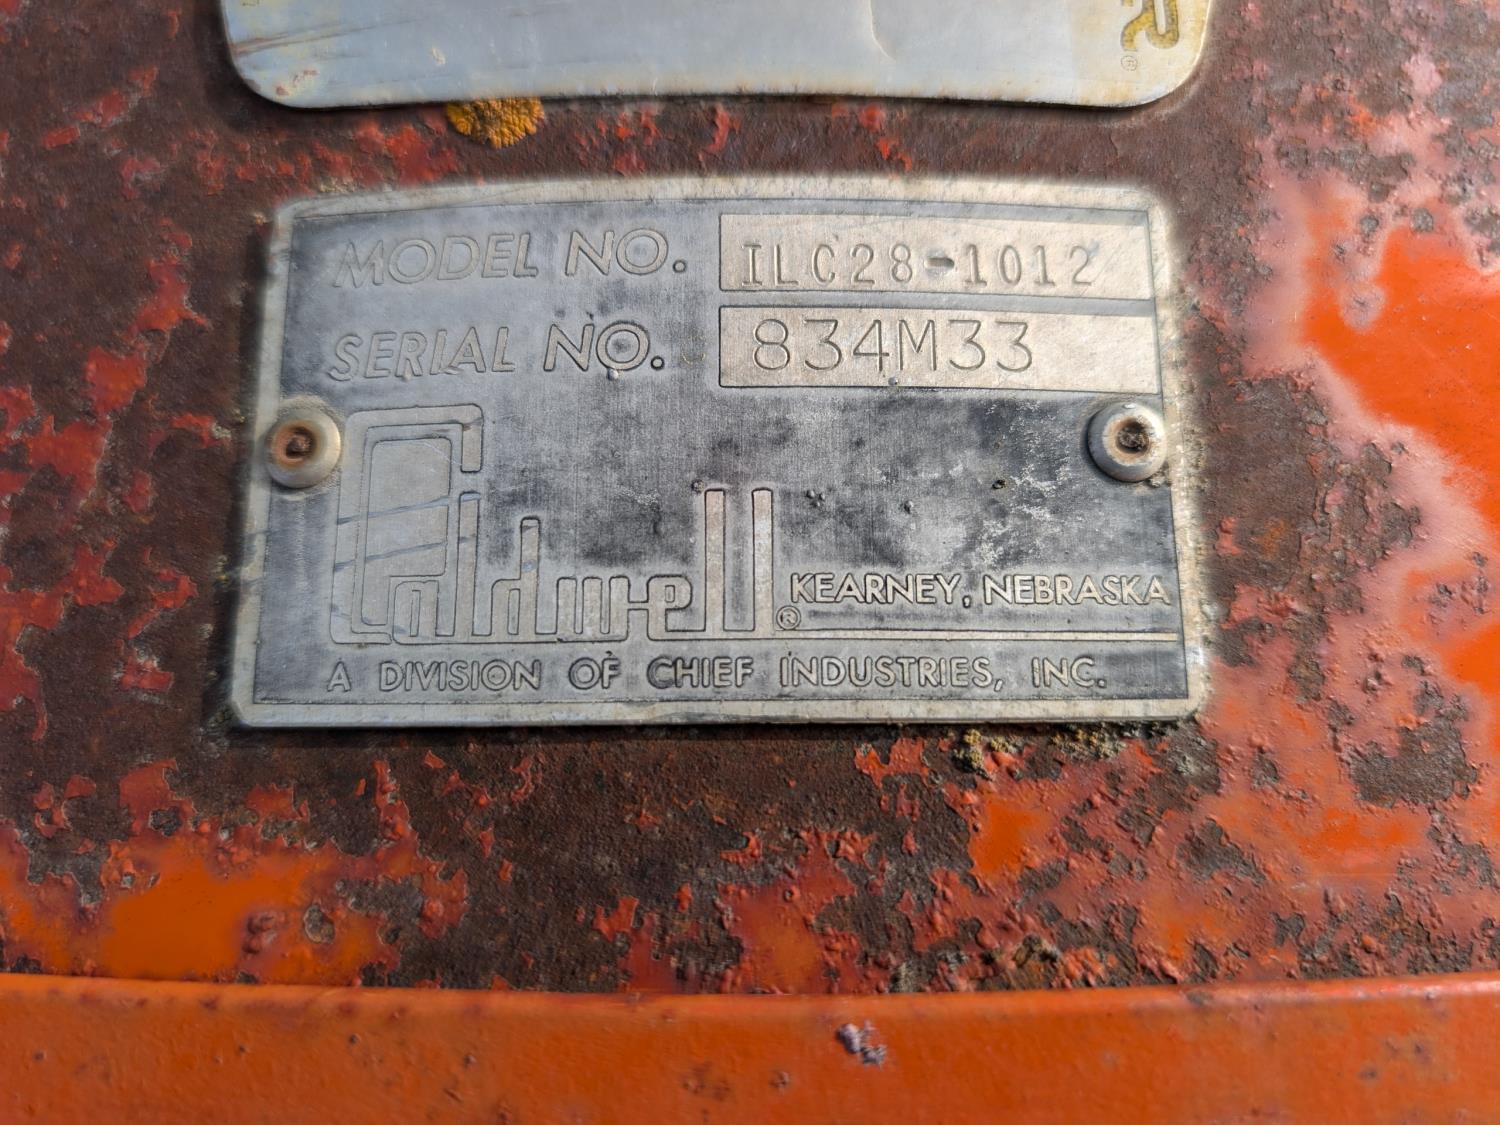 R
®
MODEL NO. ILC28-1012
SERIAL NO. 834M33
Caldwell® KEARNEY, NEBRASKA
A DIVISION OF CHIEF INDUSTRIES, INC.